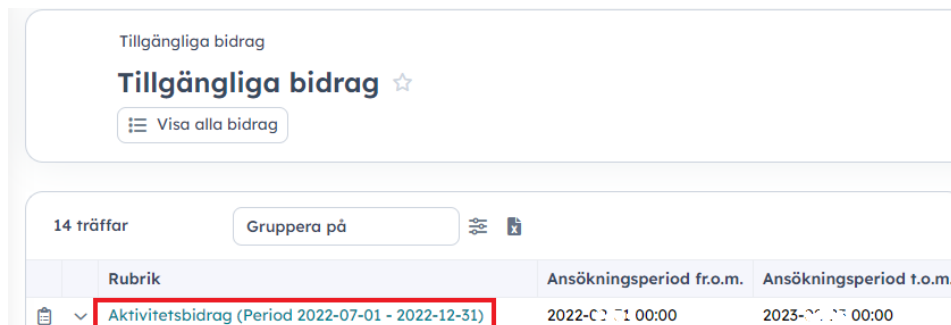 Tillgängliga bidrag
Tillgängliga bidrag
Visa alla bidrag
14 träffar Gruppera på
Rubrik Ansökningsperiod fr.o.m. Ansökningsperiod t.o.m.
Aktivitetsbidrag (Period 2022-07-01 - 2022-12-31) 00:00 00:00